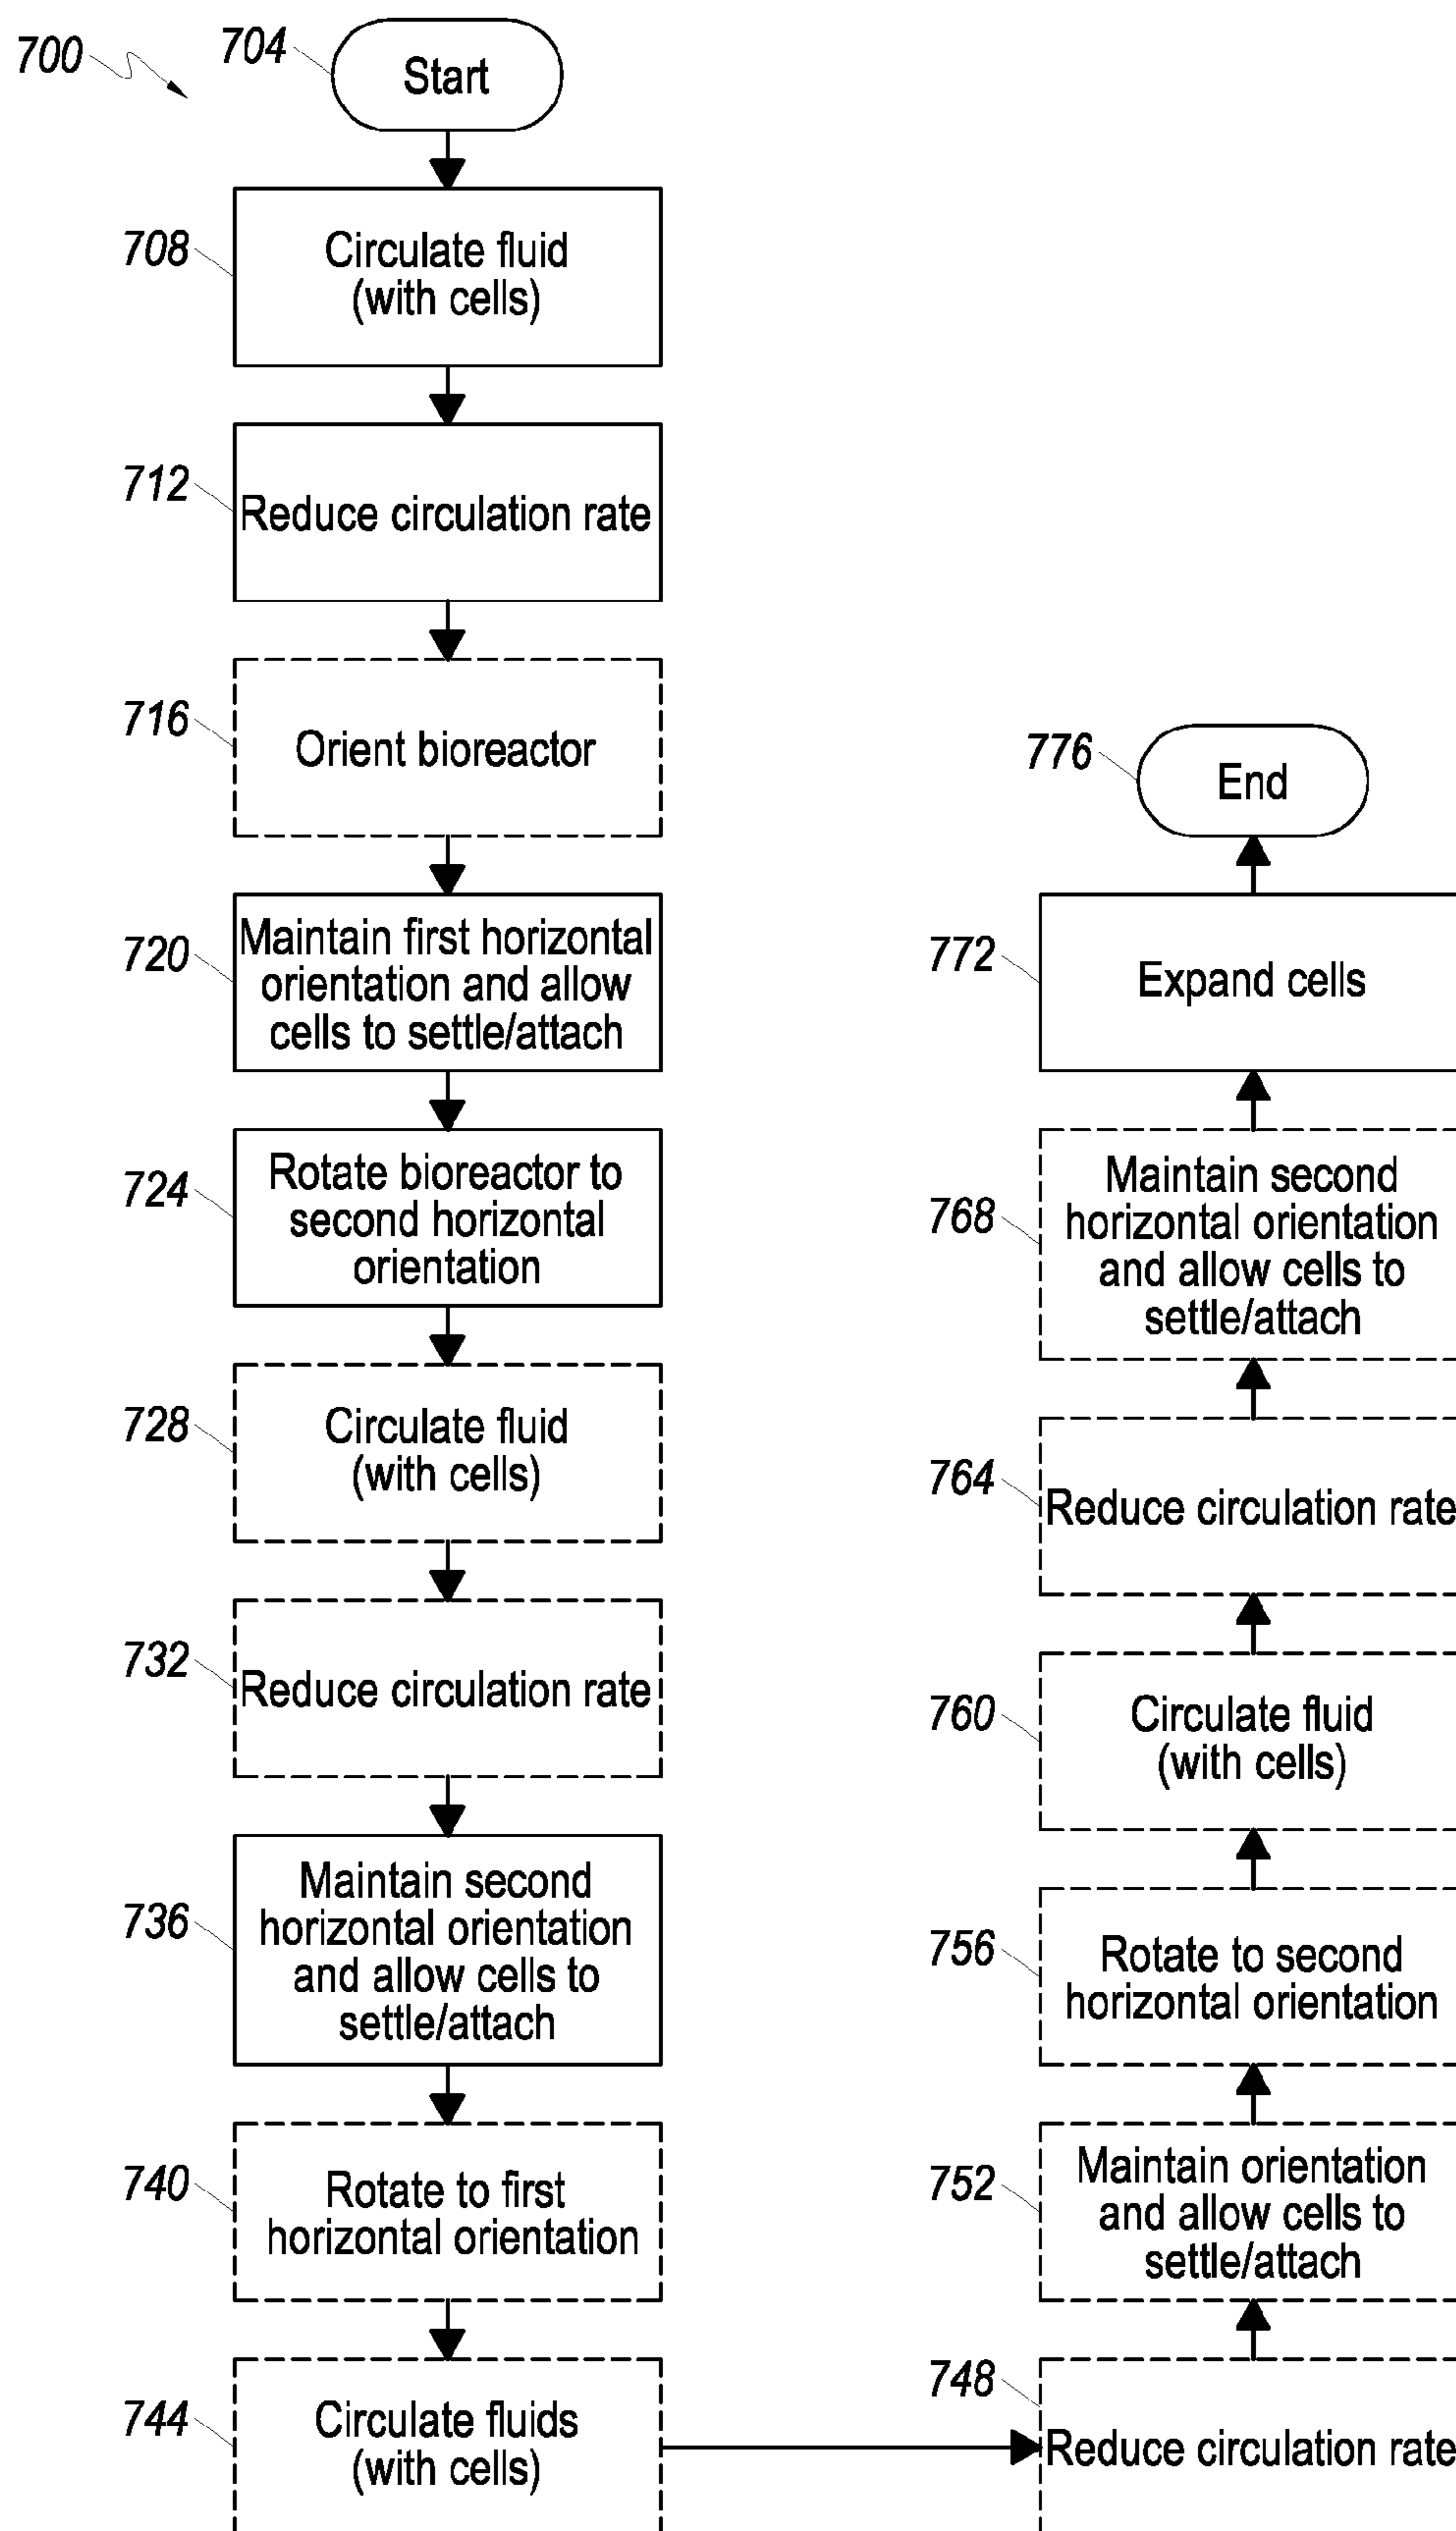 700
704
Start
708
Circulate fluid
(with cells)
712
Reduce circulation rate
716
Orient bioreactor
720
Maintain first horizontal
orientation and allow
cells to settle/attach
724
Rotate bioreactor to
second horizontal
orientation
728
Circulate fluid
(with cells)
732
Reduce circulation rate
736
Maintain second
horizontal orientation
and allow cells to
settle/attach
740
Rotate to first
horizontal orientation
744
Circulate fluids
(with cells)
748
Reduce circulation rate
752
Maintain orientation
and allow cells to
settle/attach
756
Rotate to second
horizontal orientation
760
Circulate fluid
(with cells)
764
Reduce circulation rate
768
Maintain second
horizontal orientation
and allow cells to
settle/attach
772
Expand cells
776
End